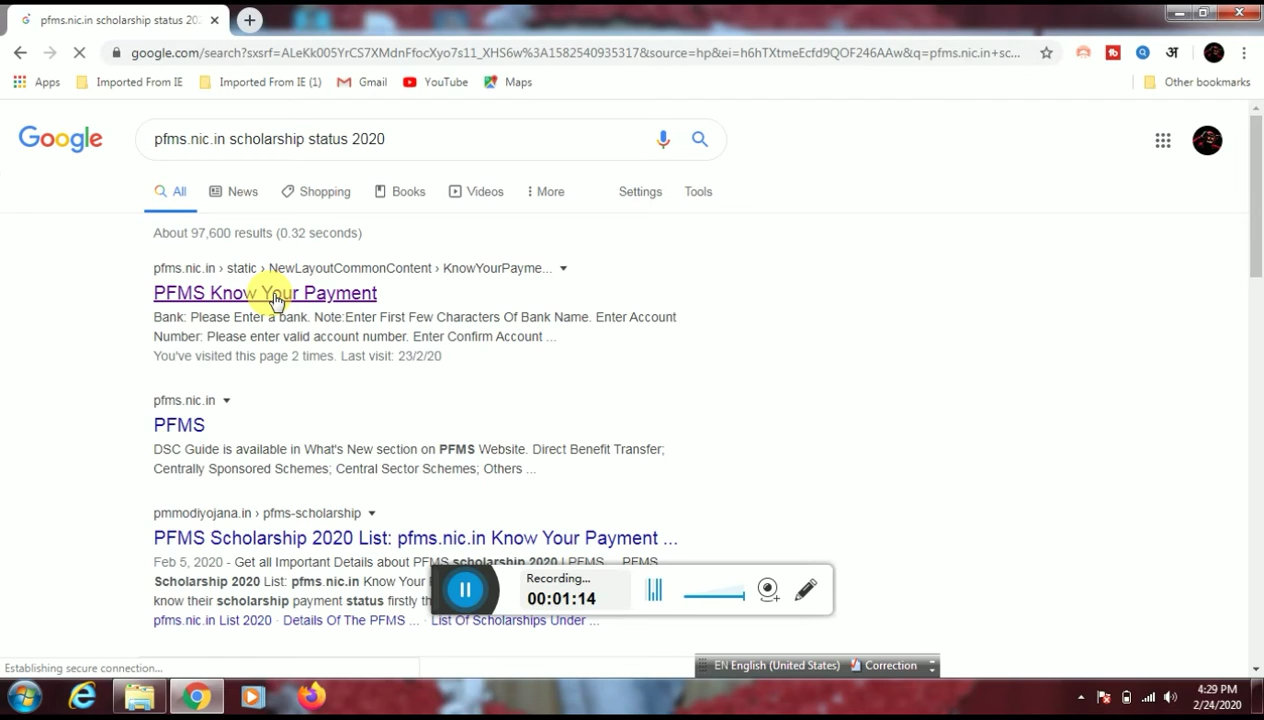 pfms.nic.in scholarship status 202
google.com/search?sxsrf=ALeKk005YrCS7XMdnFfocXyo7s11_XHS6w%3A1582540935317&source=hp&ei=h6hTXtmeEcfd9QOF246AAw&q=pfms.nic.in+sc...
Apps Imported From IE Imported From IE (1) Gmail YouTube Maps Other bookmarks
Google pfms.nic.in scholarship status 2020
All News Shopping Books Videos More Settings Tools
About 97,600 results (0.32 seconds)
pfms.nic.in › static › NewLayoutCommonContent › KnowYourPayme...
PFMS Know Your Payment
Bank: Please Enter a bank. Note:Enter First Few Characters Of Bank Name. Enter Account
Number: Please enter valid account number. Enter Confirm Account ...
You've visited this page 2 times. Last visit: 23/2/20
pfms.nic.in
PFMS
DSC Guide is available in What's New section on PFMS Website. Direct Benefit Transfer;
Centrally Sponsored Schemes; Central Sector Schemes; Others ...
pmmodiyojana.in › pfms-scholarship
PFMS Scholarship 2020 List: pfms.nic.in Know Your Payment ...
Feb 5, 2020 - Get all Important Details about PFMS scholarship 2020 | PFMS
Scholarship 2020 List: pfms.nic.in Know Your
know their scholarship payment status firstly
pfms.nic.in List 2020 · Details Of The PFMS ... · List Of Scholarships Under ...
Recording...
00:01:14
Establishing secure connection...
EN English (United States) Correction
4:29 PM
2/24/2020